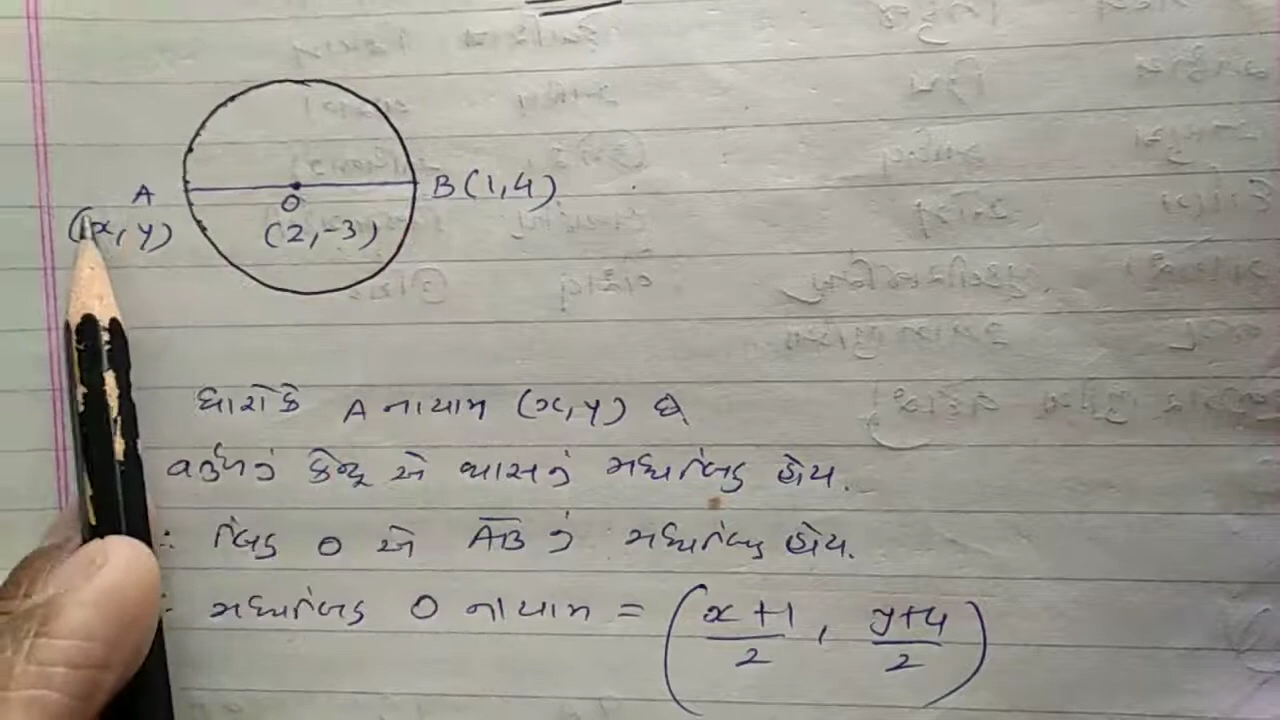 A
B(1,4)
O
(x, y)
(2,-3)
ધારોકે A નાયામ (x,y) છે
વર્તુળનું કેન્દ્ર એ વ્યાસનું મધ્યબિંદુ હોય.
∴ બિંદુ O એ AB નું મધ્યબિંદુ હોય.
∴ મધ્યબિંદુ O નાયામ = (x+1/2, y+4/2)